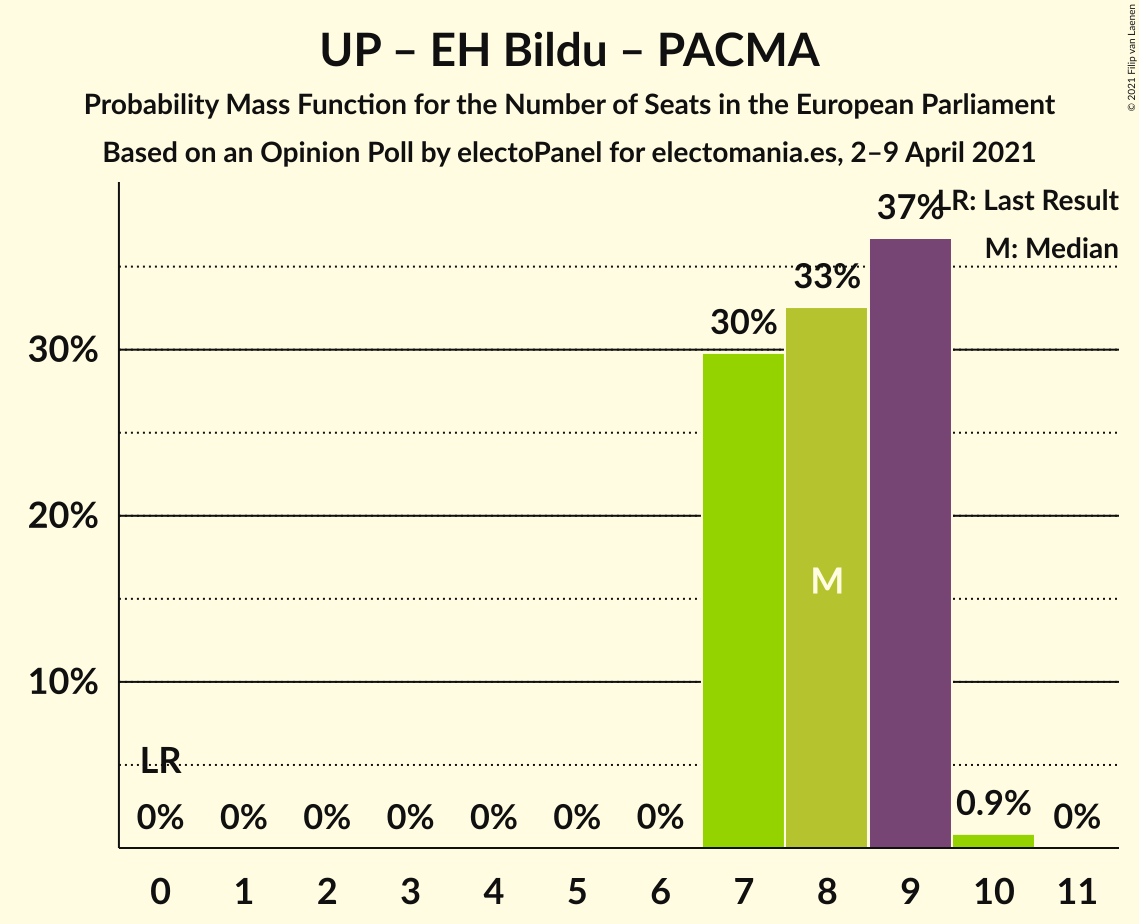 UP – EH Bildu – PACMA
Probability Mass Function for the Number of Seats in the European Parliament
Based on an Opinion Poll by electoPanel for electomania.es, 2–9 April 2021
© 2021 Filip van Laenen
LR: Last Result
M: Median
37%
33%
30%
30%
20%
M
10%
LR
0% 0% 0% 0% 0% 0% 0% 0.9% 0%
0 1 2 3 4 5 6 7 8 9 10 11